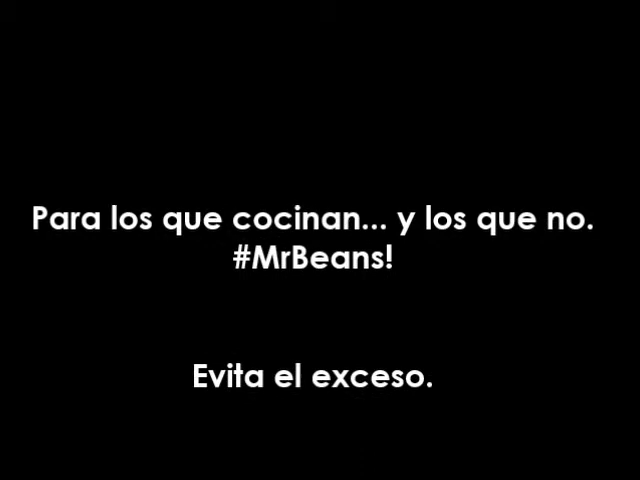 Para los que cocinan... y los que no.
#MrBeans!
Evita el exceso.